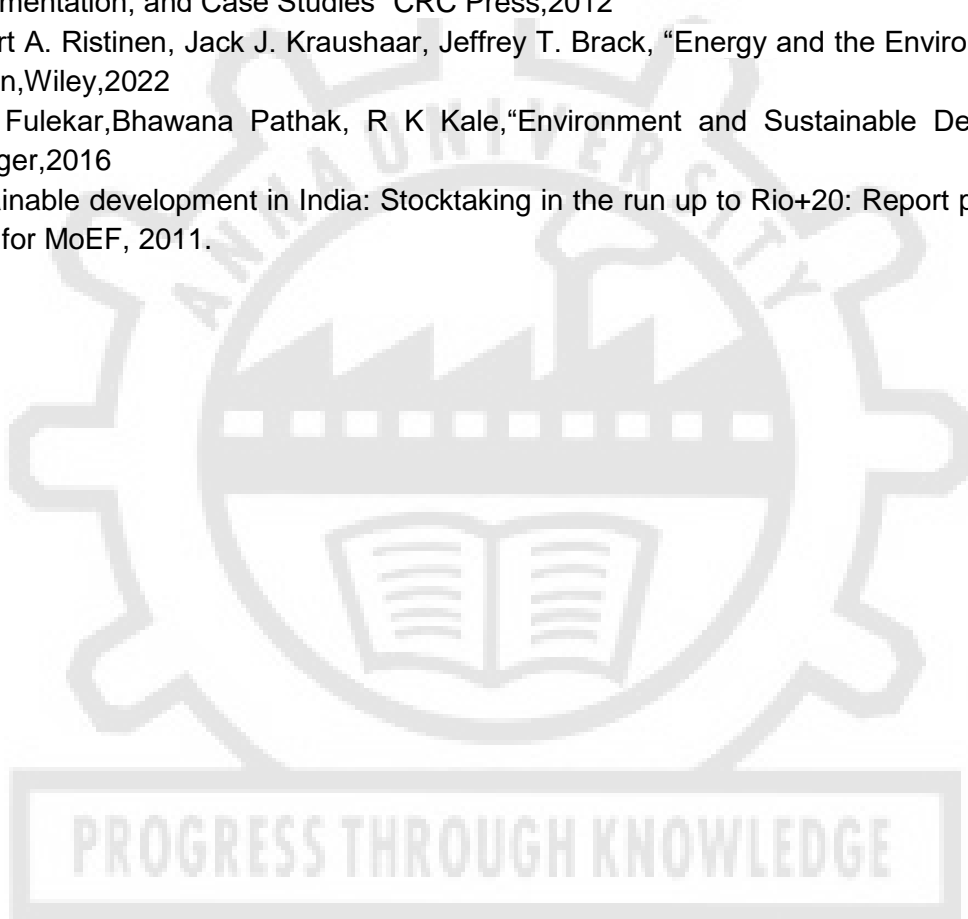 mentation, and Case Studies" CRC Press,2012
rt A. Ristinen, Jack J. Kraushaar, Jeffrey T. Brack, “Energy and the Enviro
n,Wiley,2022
Fulekar,Bhawana Pathak, R K Kale,“Environment and Sustainable De
ger,2016
inable development in India: Stocktaking in the run up to Rio+20: Report p
for MoEF, 2011.
ANNA UNIVERSITY
PROGRESS THROUGH KNOWLEDGE